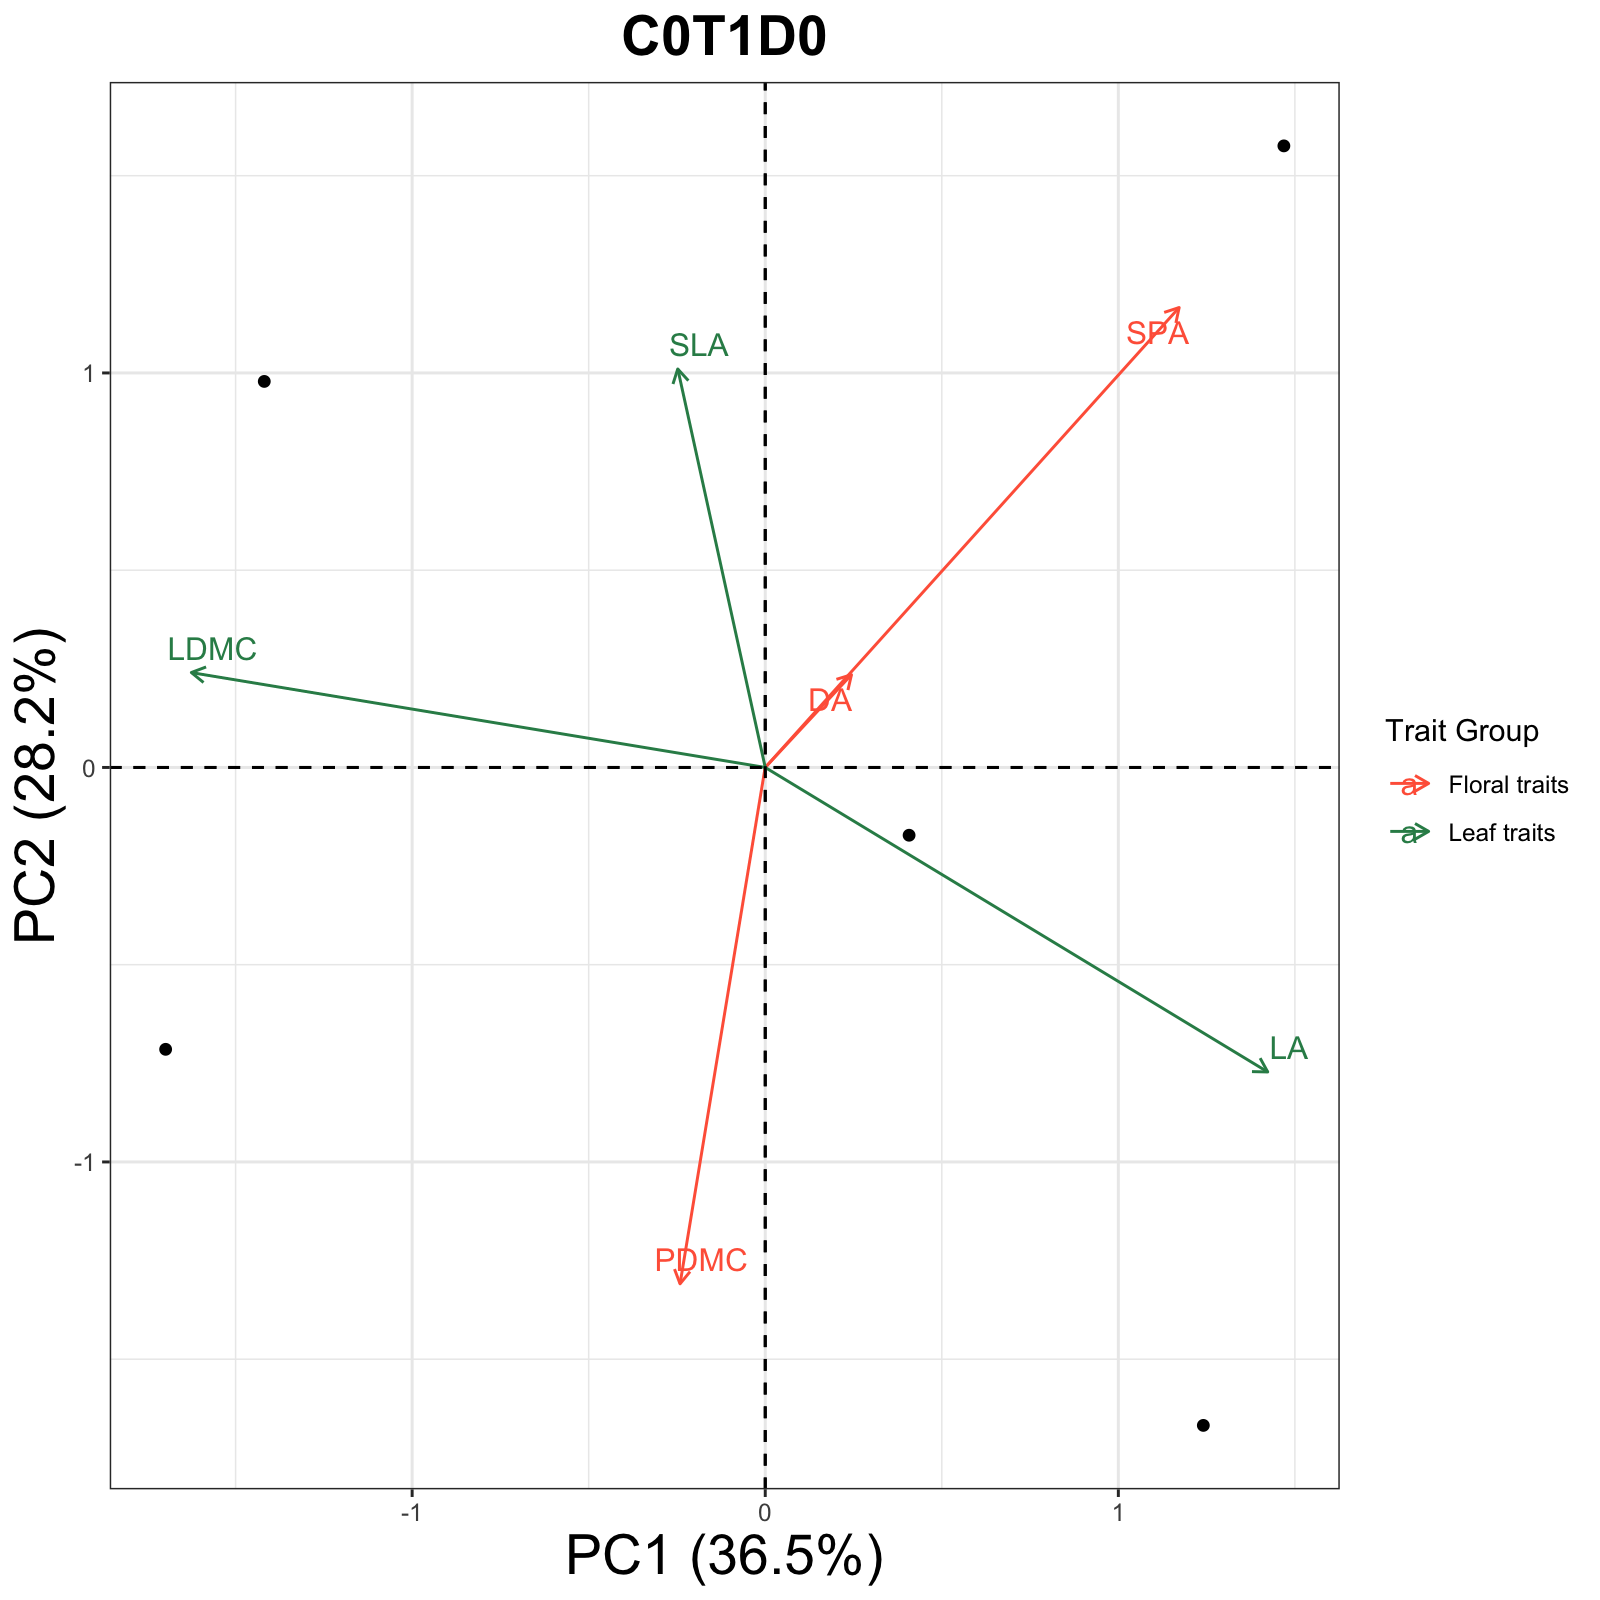 C0T1D0
SPA
SLA
1
LDMC
DA
PC2 (28.2%)
0
Trait Group
a Floral traits
a Leaf traits
LA
-1
PDMC
-1
0
1
PC1 (36.5%)